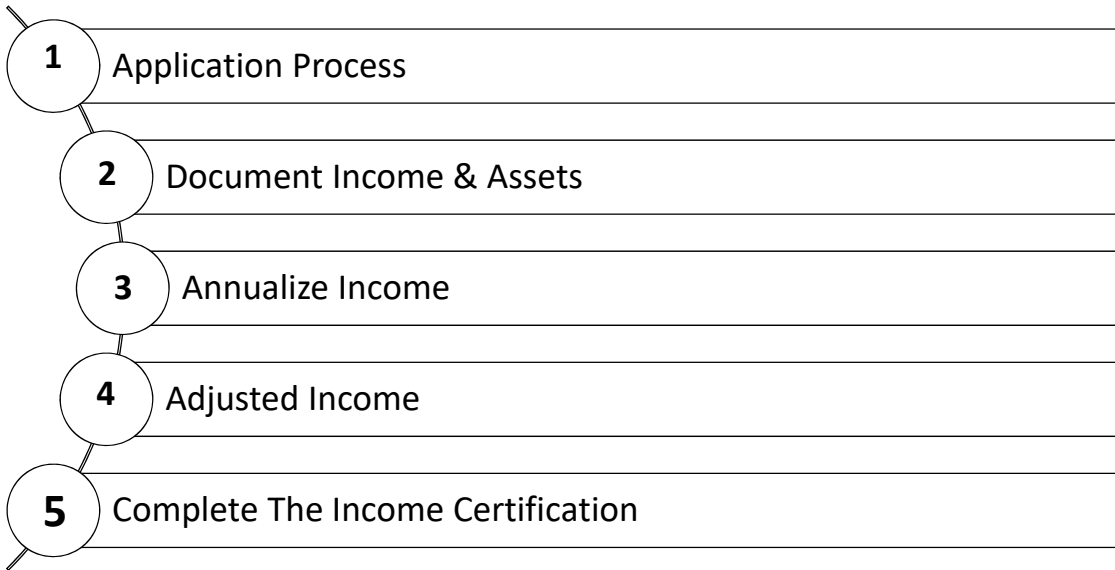 1 Application Process
2 Document Income & Assets
3 Annualize Income
4 Adjusted Income
5 Complete The Income Certification